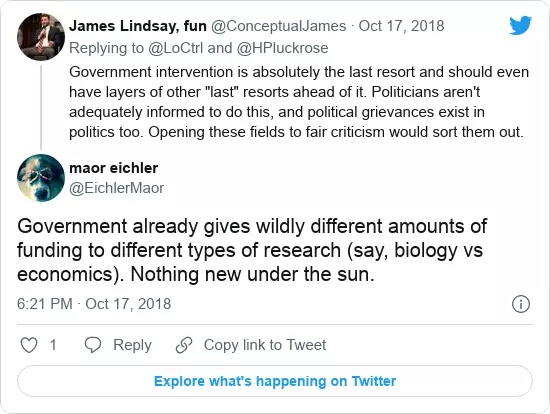 James Lindsay, fun @ConceptualJames · Oct 17, 2018
Replying to @LoCtrl and @HPluckrose
Government intervention is absolutely the last resort and should even
have layers of other "last" resorts ahead of it. Politicians aren't
adequately informed to do this, and political grievances exist in
politics too. Opening these fields to fair criticism would sort them out.
maor eichler
@EichlerMaor
Government already gives wildly different amounts of
funding to different types of research (say, biology vs
economics). Nothing new under the sun.
6:21 PM · Oct 17, 2018
1 Reply Copy link to Tweet
Explore what's happening on Twitter